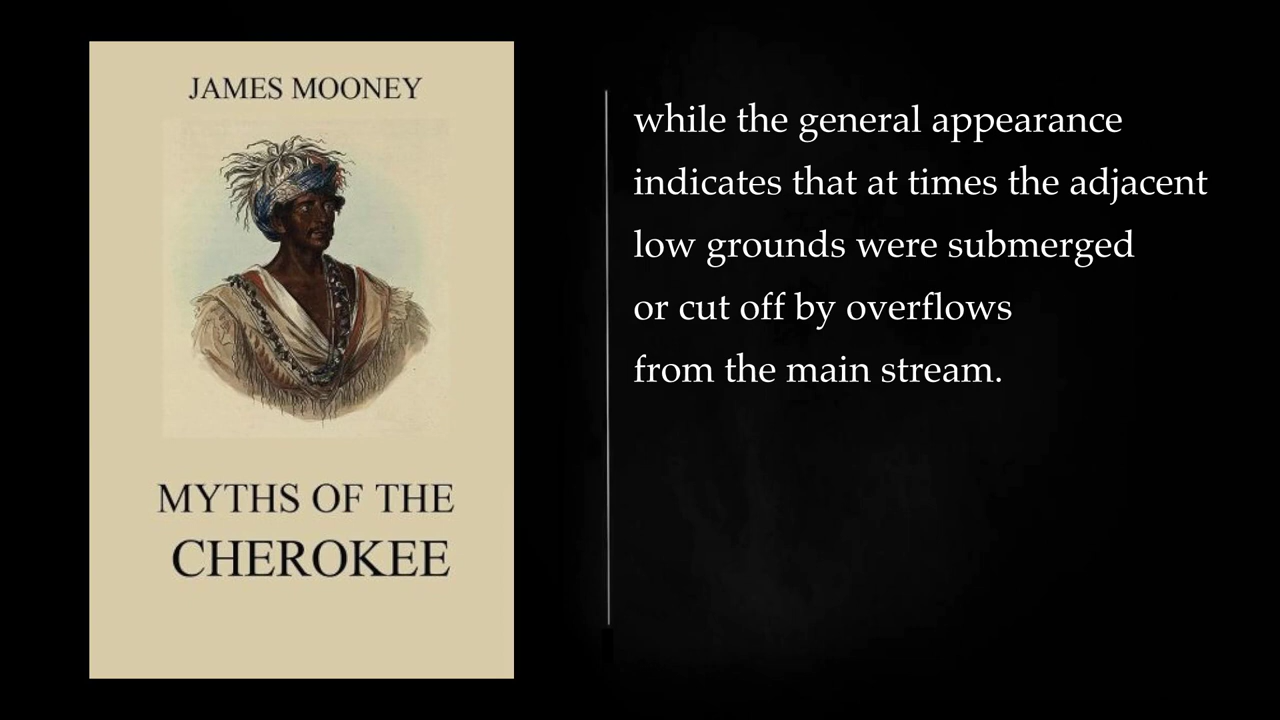 JAMES MOONEY
MYTHS OF THE
CHEROKEE
while the general appearance
indicates that at times the adjacent
low grounds were submerged
or cut off by overflows
from the main stream.